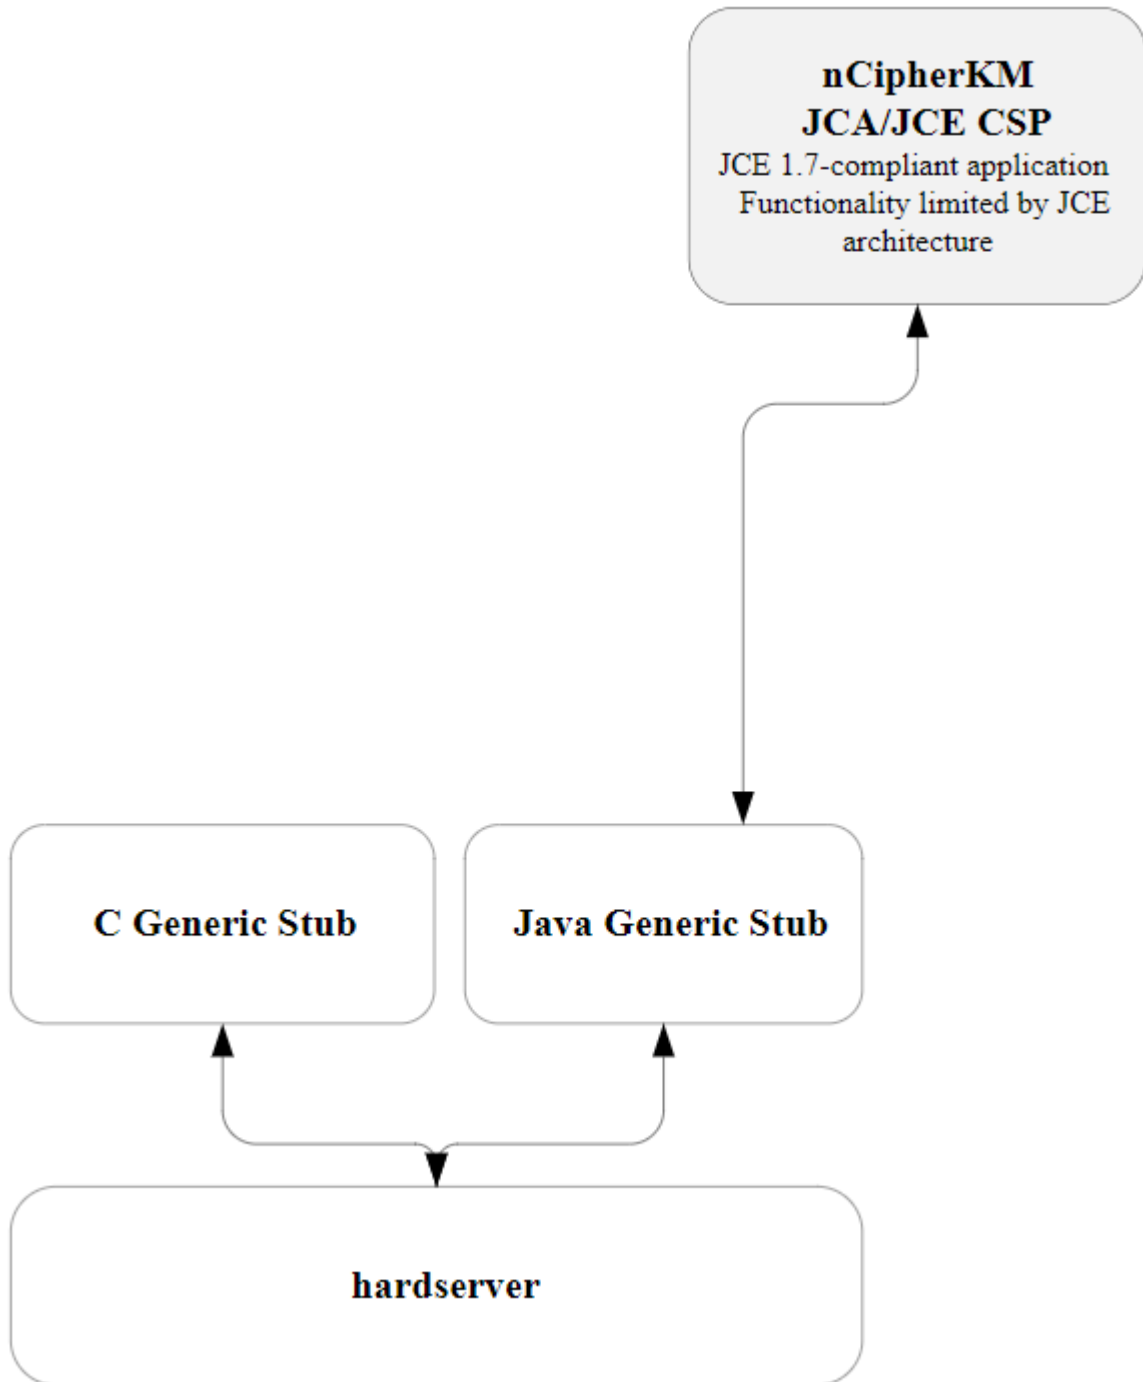 nCipherKM
JCA/JCE CSP
JCE 1.7-compliant application
Functionality limited by JCE
architecture
C Generic Stub
Java Generic Stub
hardserver